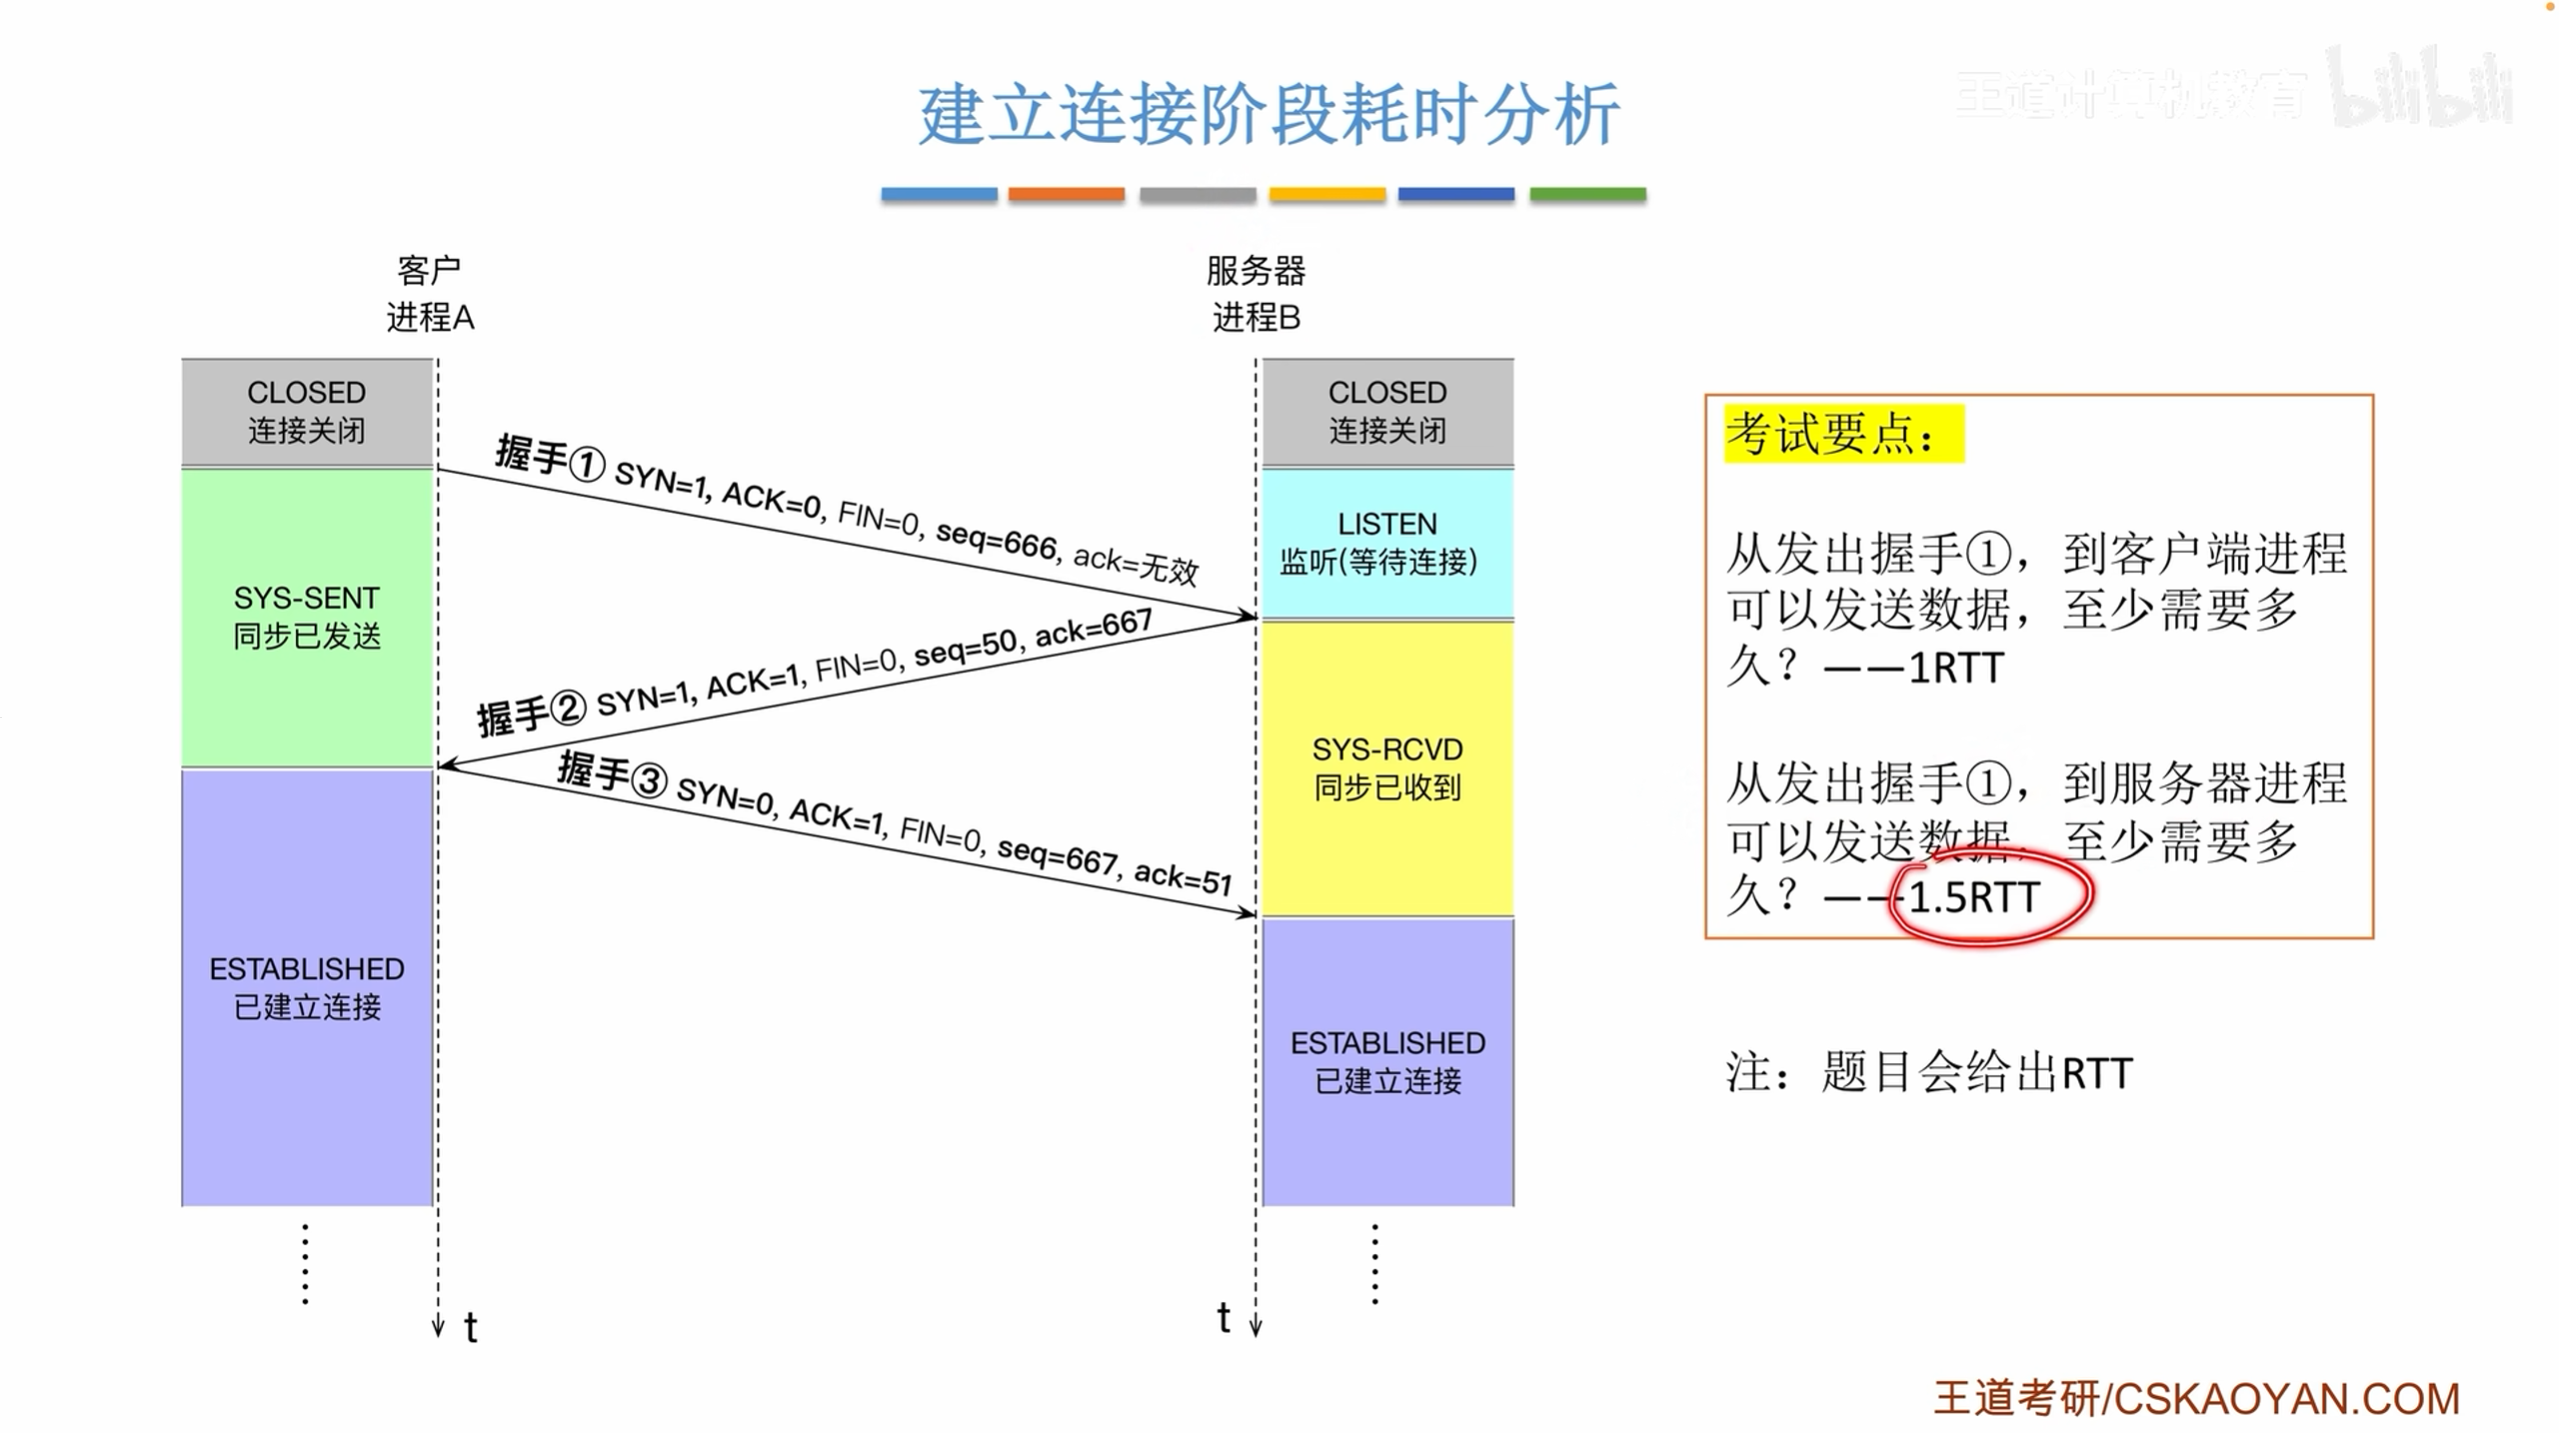 王道计算机教育 bilibili
建立连接阶段耗时分析
客户
进程A
服务器
进程B
CLOSED
连接关闭
SYS-SENT
同步已发送
ESTABLISHED
已建立连接
握手① SYN=1, ACK=0, FIN=0, seq=666, ack=无效
握手② SYN=1, ACK=1, FIN=0, seq=50, ack=667
握手③ SYN=0, ACK=1, FIN=0, seq=667, ack=51
CLOSED
连接关闭
LISTEN
监听(等待连接)
SYS-RCVD
同步已收到
ESTABLISHED
已建立连接
t
t
考试要点：
从发出握手①，到客户端进程
可以发送数据，至少需要多
久？——1RTT
从发出握手①，到服务器进程
可以发送数据，至少需要多
久？——1.5RTT
注：题目会给出RTT
王道考研/CSKAOYAN.COM